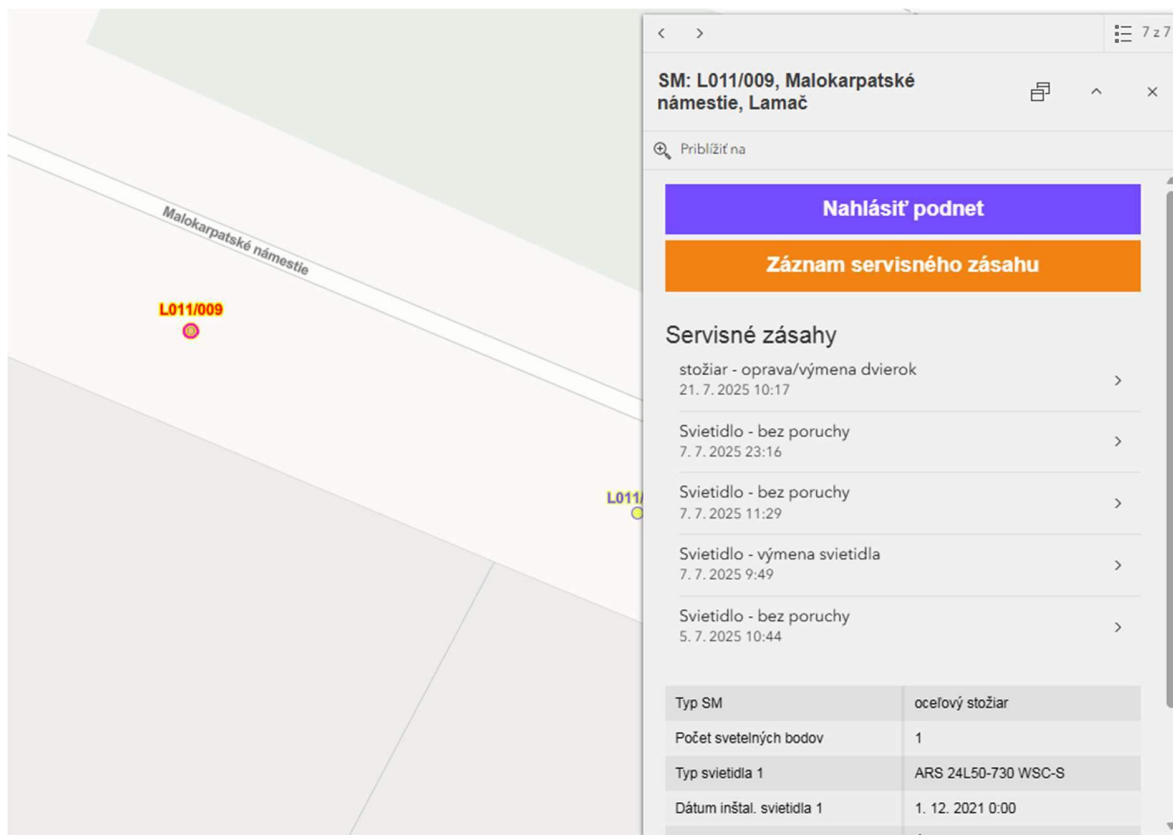 7 z 7
SM: L011/009, Malokarpatské
námestie, Lamač
Priblížiť na
Nahlásiť podnet
Záznam servisného zásahu
Malokarpatské námestie
L011/009
L011/
Servisné zásahy
stožiar - oprava/výmena dvierok
21. 7. 2025 10:17
Svietidlo - bez poruchy
7. 7. 2025 23:16
Svietidlo - bez poruchy
7. 7. 2025 11:29
Svietidlo - výmena svietidla
7. 7. 2025 9:49
Svietidlo - bez poruchy
5. 7. 2025 10:44
Typ SM oceľový stožiar
Počet svetelných bodov 1
Typ svietidla 1 ARS 24L50-730 WSC-S
Dátum inštal. svietidla 1 1. 12. 2021 0:00